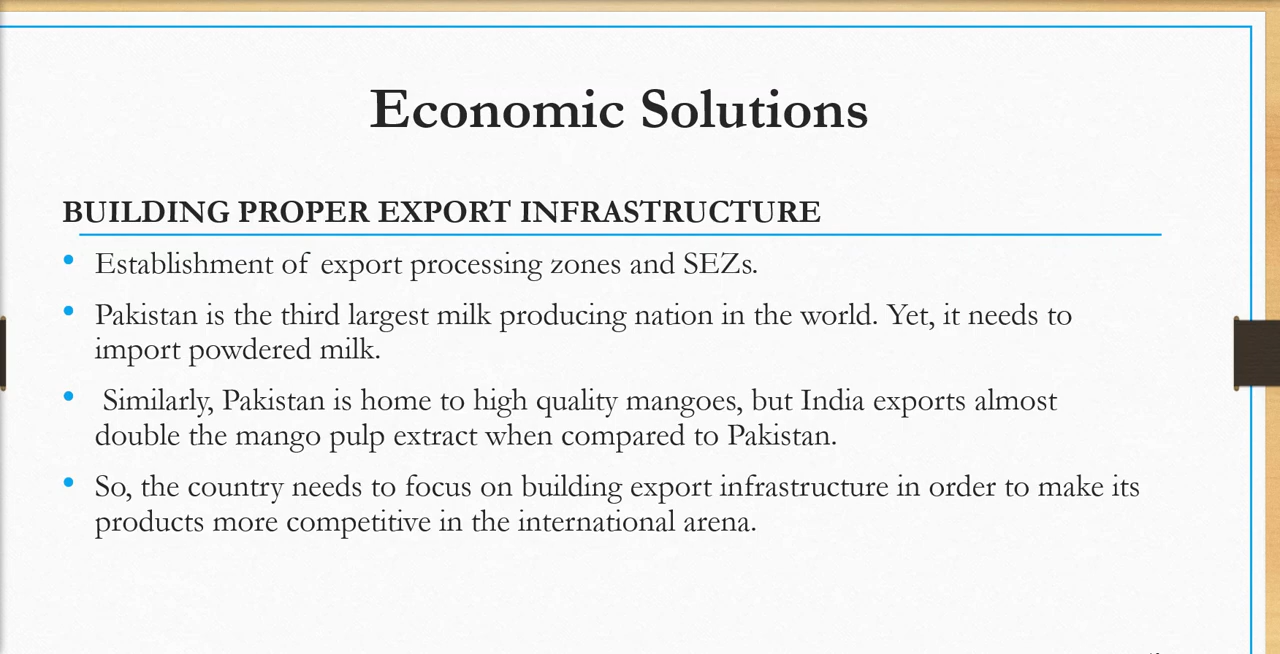 Economic Solutions
BUILDING PROPER EXPORT INFRASTRUCTURE
• Establishment of export processing zones and SEZs.
• Pakistan is the third largest milk producing nation in the world. Yet, it needs to
import powdered milk.
• Similarly, Pakistan is home to high quality mangoes, but India exports almost
double the mango pulp extract when compared to Pakistan.
• So, the country needs to focus on building export infrastructure in order to make its
products more competitive in the international arena.